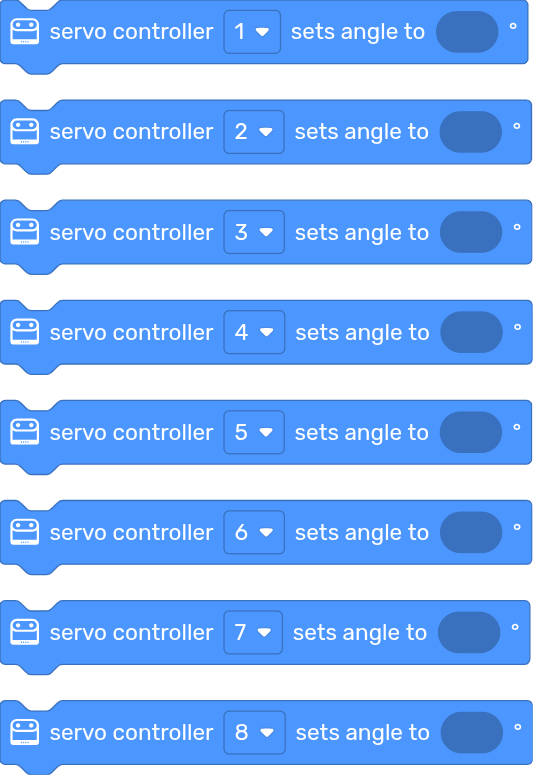 servo controller 1 sets angle to °
servo controller 2 sets angle to °
servo controller 3 sets angle to °
servo controller 4 sets angle to °
servo controller 5 sets angle to °
servo controller 6 sets angle to °
servo controller 7 sets angle to °
servo controller 8 sets angle to °